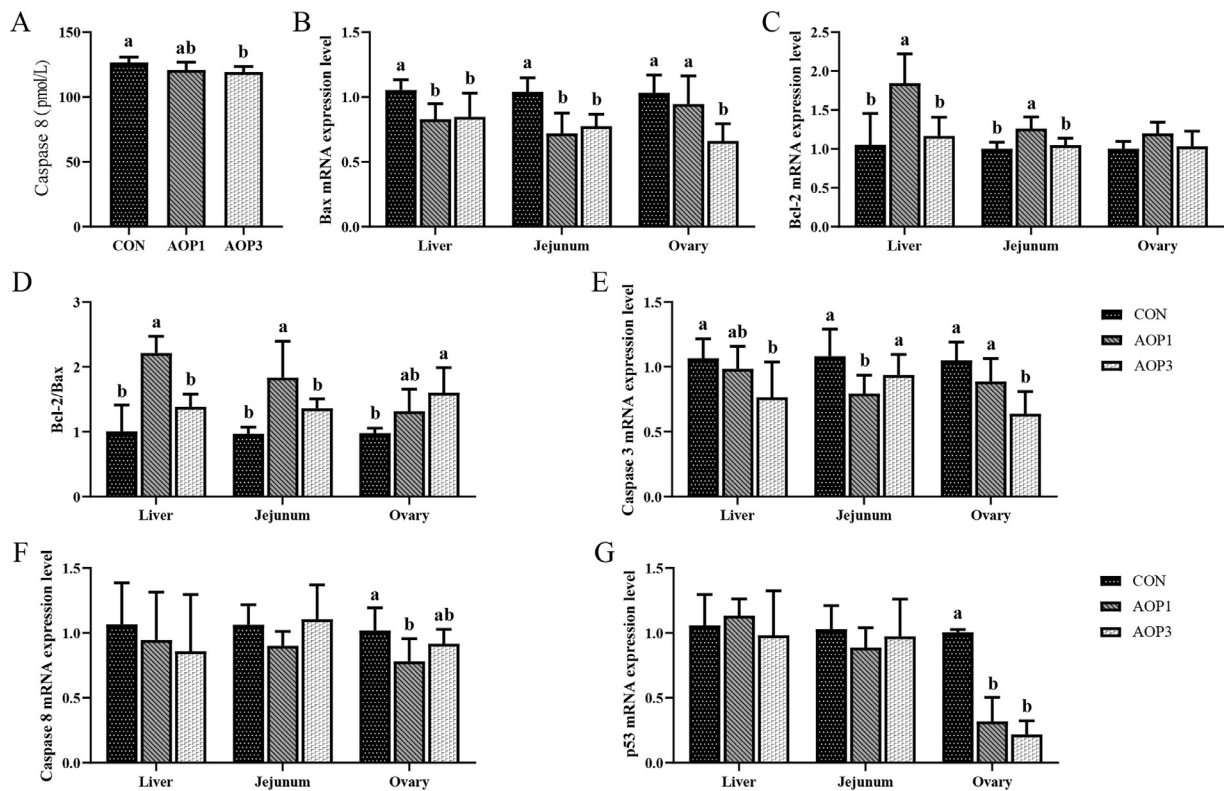 A
Caspase 8 (pmol/L)
150
100
50
0
a ab b
CON AOP1 AOP3
B
Bax mRNA expression level
1.5
1.0
0.5
0.0
a b b a b b a a b
Liver Jejunum Ovary
C
Bcl-2 mRNA expression level
2.5
2.0
1.5
1.0
0.5
0.0
b a b b a b
Liver Jejunum Ovary
D
Bcl-2/Bax
3
2
1
0
b a b b a b b ab a
Liver Jejunum Ovary
E
Caspase 3 mRNA expression level
1.5
1.0
0.5
0.0
a ab b a b a a a b
Liver Jejunum Ovary
CON
AOP1
AOP3
F
Caspase 8 mRNA expression level
1.5
1.0
0.5
0.0
a b ab
Liver Jejunum Ovary
G
p53 mRNA expression level
1.5
1.0
0.5
0.0
a b b
Liver Jejunum Ovary
CON
AOP1
AOP3